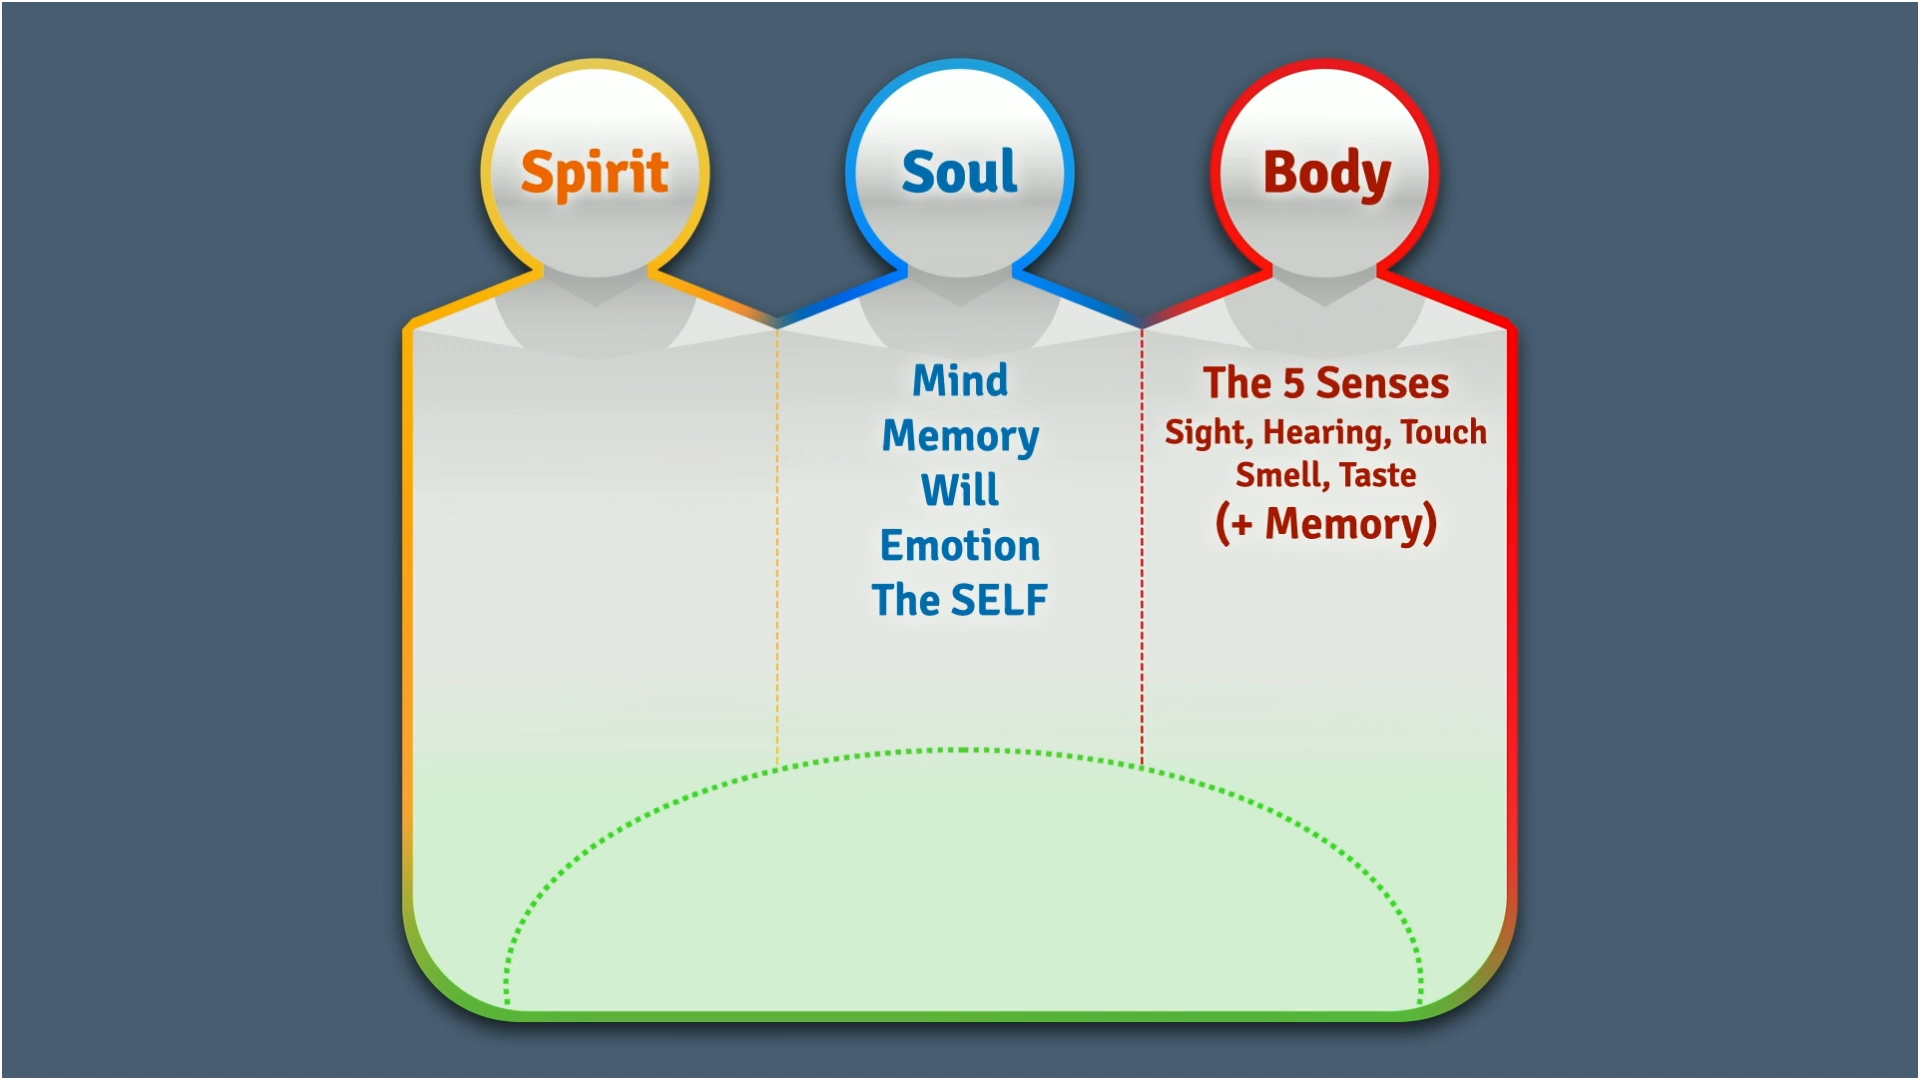 Spirit
Soul
Body
Mind
Memory
Will
Emotion
The SELF
The 5 Senses
Sight, Hearing, Touch
Smell, Taste
(+ Memory)